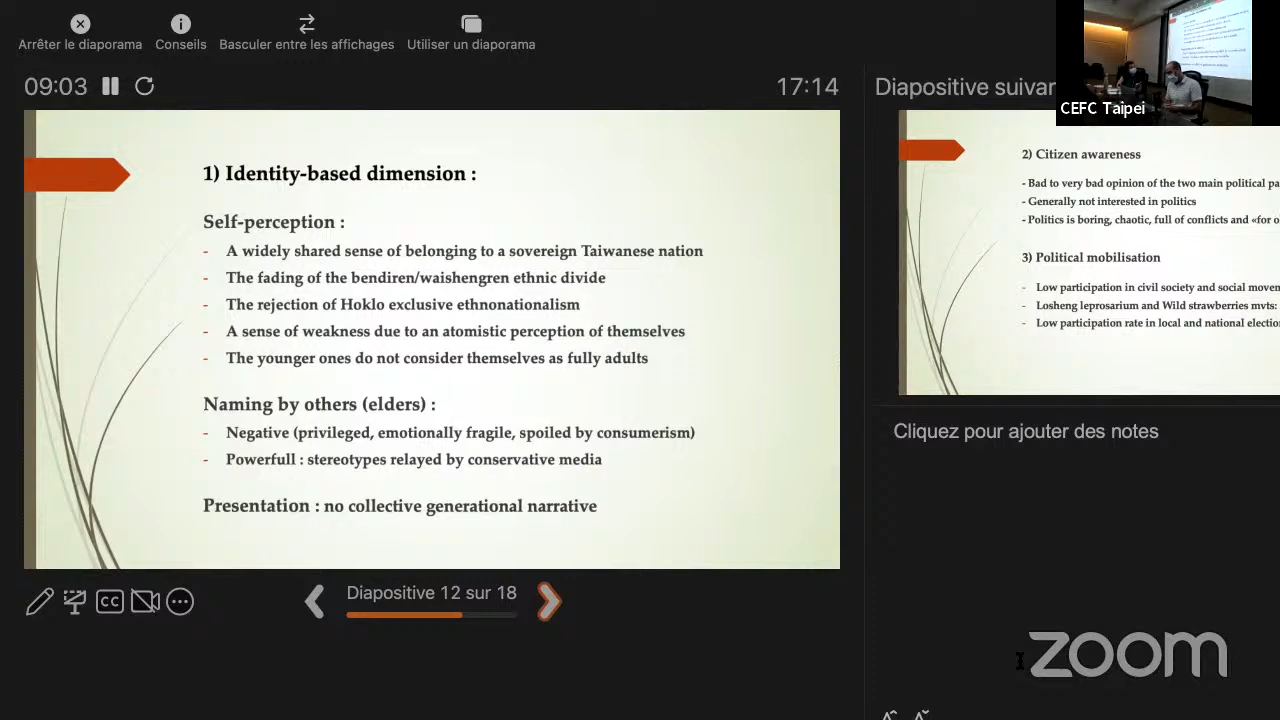 Arrêter le diaporama
Conseils
Basculer entre les affichages
Utiliser un diaporama
09:03
17:14
Diapositive suivan
CEFC Taipei
1) Identity-based dimension :
Self-perception :
- A widely shared sense of belonging to a sovereign Taiwanese nation
- The fading of the bendiren/waishengren ethnic divide
- The rejection of Hoklo exclusive ethnonationalism
- A sense of weakness due to an atomistic perception of themselves
- The younger ones do not consider themselves as fully adults
Naming by others (elders) :
- Negative (privileged, emotionally fragile, spoiled by consumerism)
- Powerfull : stereotypes relayed by conservative media
Presentation : no collective generational narrative
2) Citizen awareness
- Bad to very bad opinion of the two main political pa
- Generally not interested in politics
- Politics is boring, chaotic, full of conflicts and «for o
3) Political mobilisation
- Low participation in civil society and social movem
- Losheng leprosarium and Wild strawberries mvts:
- Low participation rate in local and national electio
Cliquez pour ajouter des notes
CC
Diapositive 12 sur 18
zoom